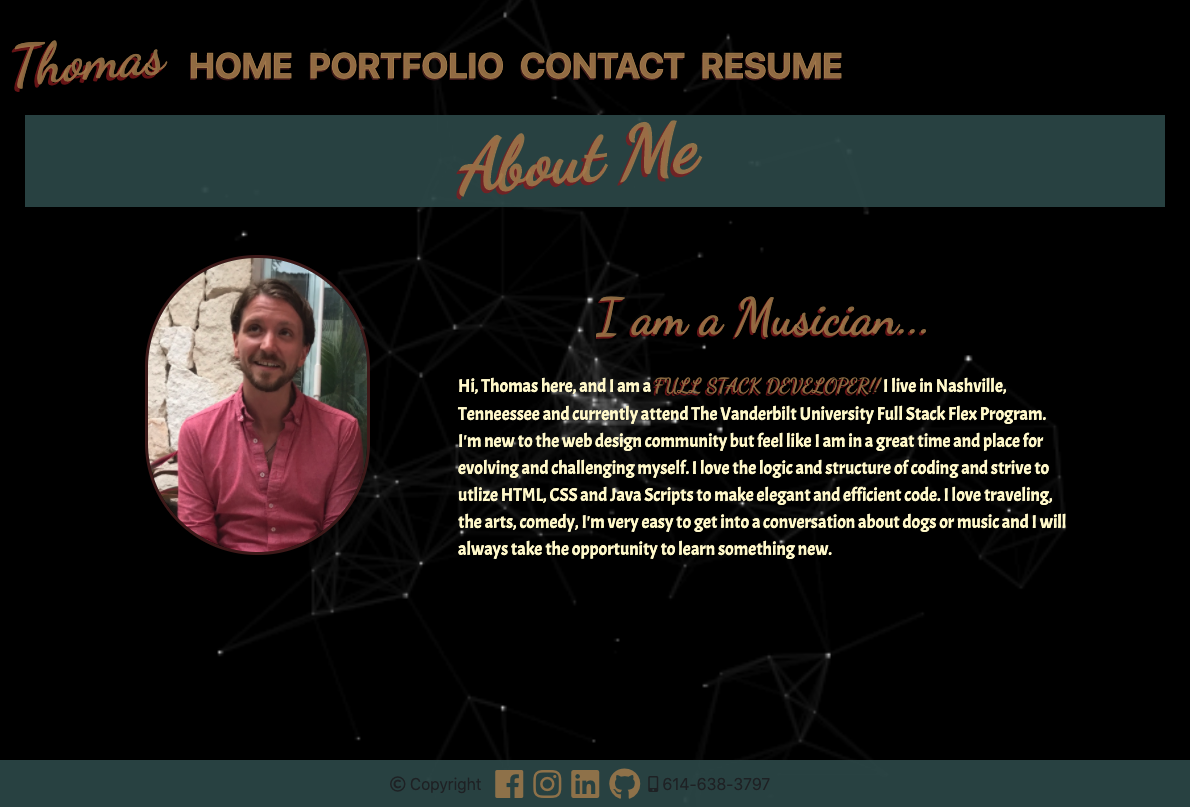 Thomas HOME PORTFOLIO CONTACT RESUME
About Me
I am a Musician...
Hi, Thomas here, and I am a FULL STACK DEVELOPER!! I live in Nashville,
Tenneessee and currently attend The Vanderbilt University Full Stack Flex Program.
I'm new to the web design community but feel like I am in a great time and place for
evolving and challenging myself. I love the logic and structure of coding and strive to
utlize HTML, CSS and Java Scripts to make elegant and efficient code. I love traveling,
the arts, comedy, I'm very easy to get into a conversation about dogs or music and I will
always take the opportunity to learn something new.
© Copyright 614-638-3797